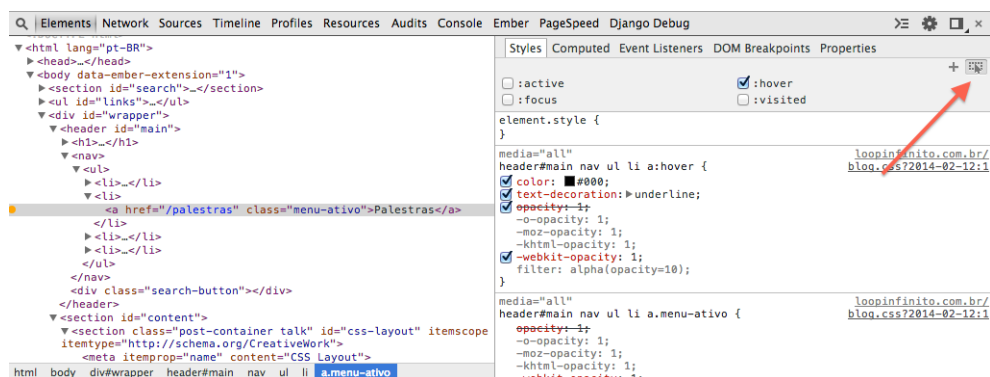 Elements Network Sources Timeline Profiles Resources Audits Console Ember PageSpeed Django Debug
<html lang="pt-BR">
<head>…</head>
<body data-ember-extension="1">
<section id="search">…</section>
<ul id="links">…</ul>
<div id="wrapper">
<header id="main">
<h1>…</h1>
<nav>
<ul>
<li>…</li>
<li>
<a href="/palestras" class="menu-ativo">Palestras</a>
</li>
<li>…</li>
<li>…</li>
</ul>
</nav>
<div class="search-button"></div>
</header>
<section id="content">
<section class="post-container talk" id="css-layout" itemscope
itemtype="http://schema.org/CreativeWork">
<meta itemprop="name" content="CSS Layout">
html body div#wrapper header#main nav ul li a.menu-ativo
Styles Computed Event Listeners DOM Breakpoints Properties
:active :hover
:focus :visited
element.style {
}
media="all" loopinfinito.com.br/
header#main nav ul li a:hover { blog.css?2014-02-12:1
color: #000;
text-decoration: underline;
opacity: 1;
-o-opacity: 1;
-moz-opacity: 1;
-khtml-opacity: 1;
-webkit-opacity: 1;
filter: alpha(opacity=10);
}
media="all" loopinfinito.com.br/
header#main nav ul li a.menu-ativo { blog.css?2014-02-12:1
opacity: 1;
-o-opacity: 1;
-moz-opacity: 1;
-khtml-opacity: 1;